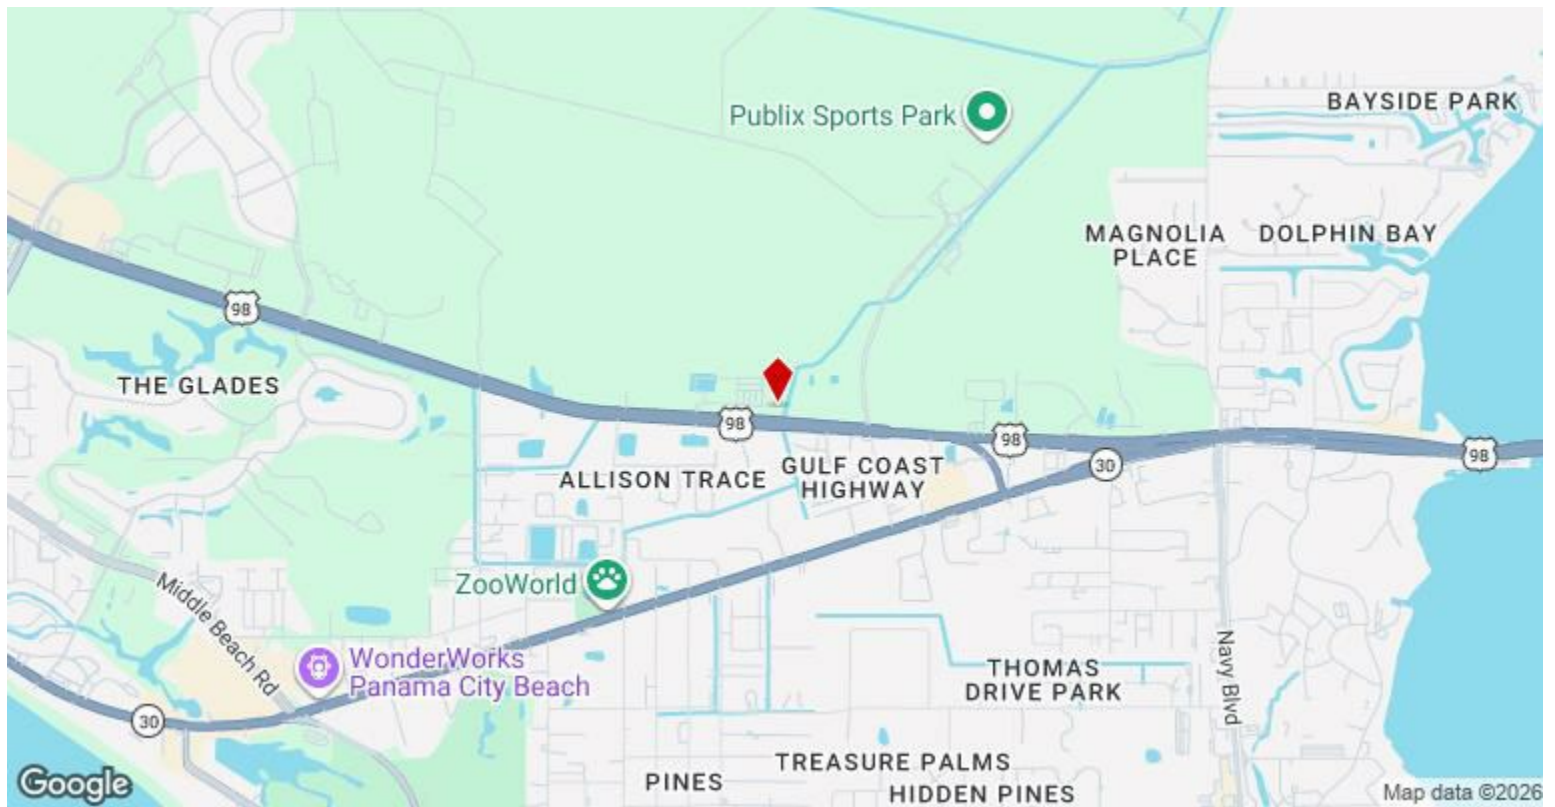 Publix Sports Park
BAYSIDE PARK
MAGNOLIA
PLACE
DOLPHIN BAY
98
THE GLADES
98
98
30
98
ALLISON TRACE
GULF COAST
HIGHWAY
ZooWorld
Middle Beach Rd
WonderWorks
Panama City Beach
THOMAS
DRIVE PARK
Navy Blvd
30
TREASURE PALMS
PINES
HIDDEN PINES
Google
Map data ©2026